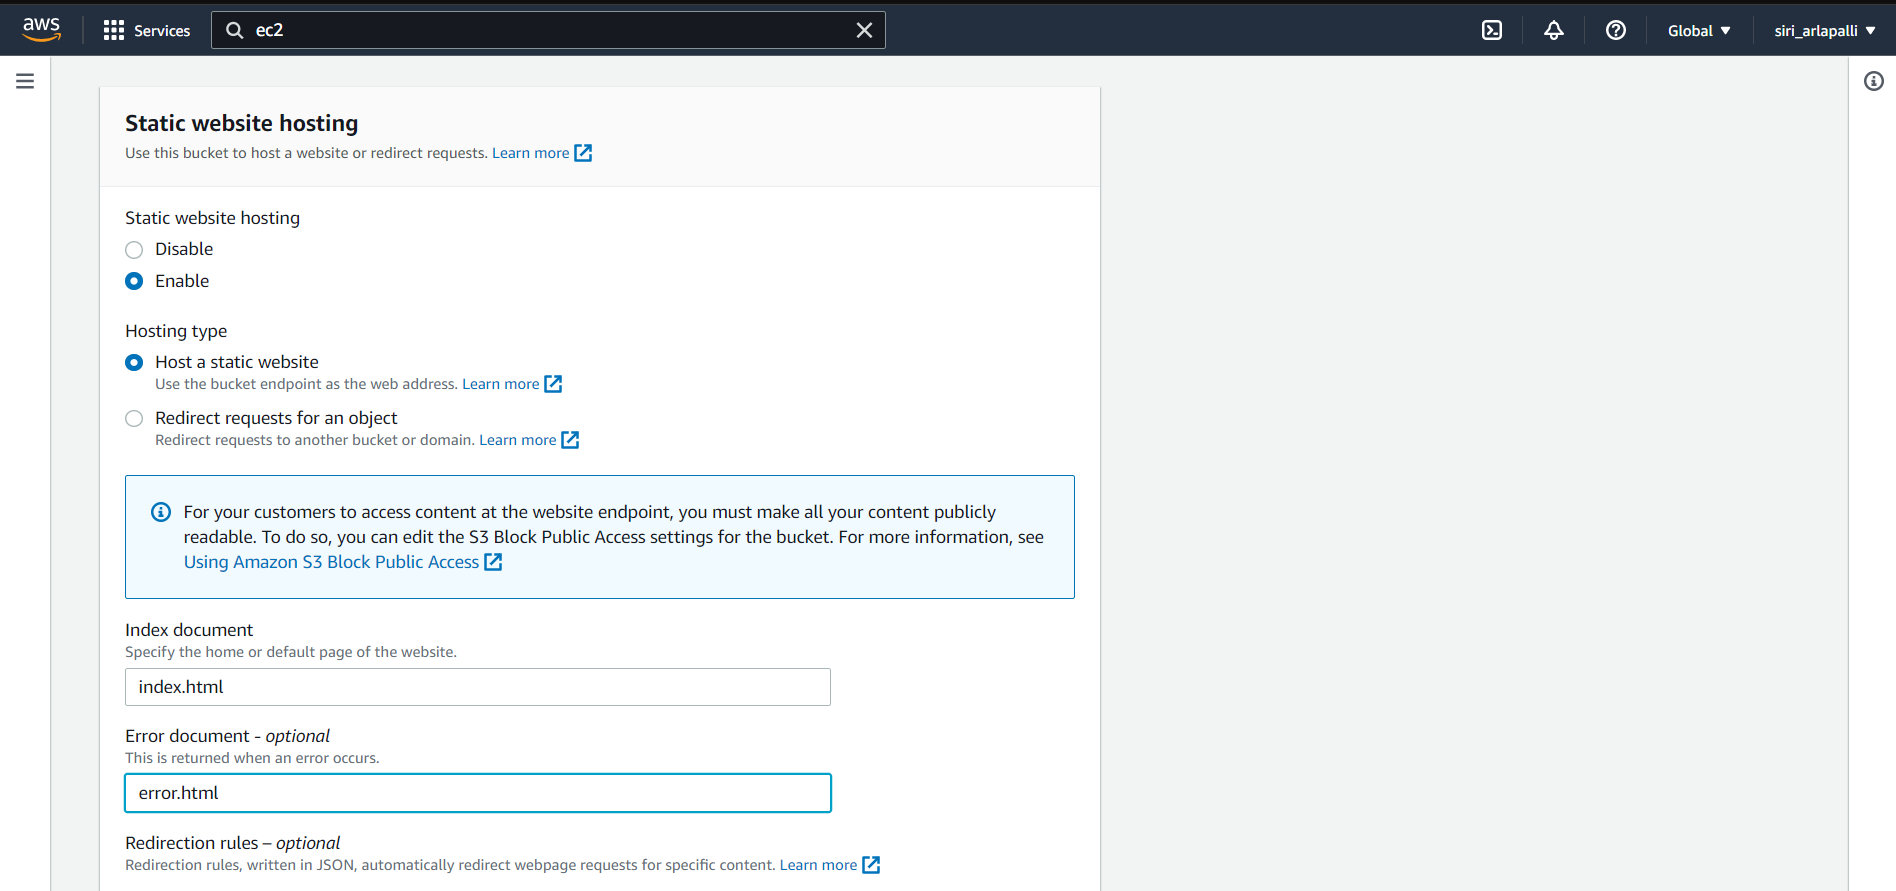 aws Services ec2 Global siri_arlapalli
Static website hosting
Use this bucket to host a website or redirect requests. Learn more
Static website hosting
Disable
Enable
Hosting type
Host a static website
Use the bucket endpoint as the web address. Learn more
Redirect requests for an object
Redirect requests to another bucket or domain. Learn more
For your customers to access content at the website endpoint, you must make all your content publicly
readable. To do so, you can edit the S3 Block Public Access settings for the bucket. For more information, see
Using Amazon S3 Block Public Access
Index document
Specify the home or default page of the website.
index.html
Error document - optional
This is returned when an error occurs.
error.html
Redirection rules – optional
Redirection rules, written in JSON, automatically redirect webpage requests for specific content. Learn more